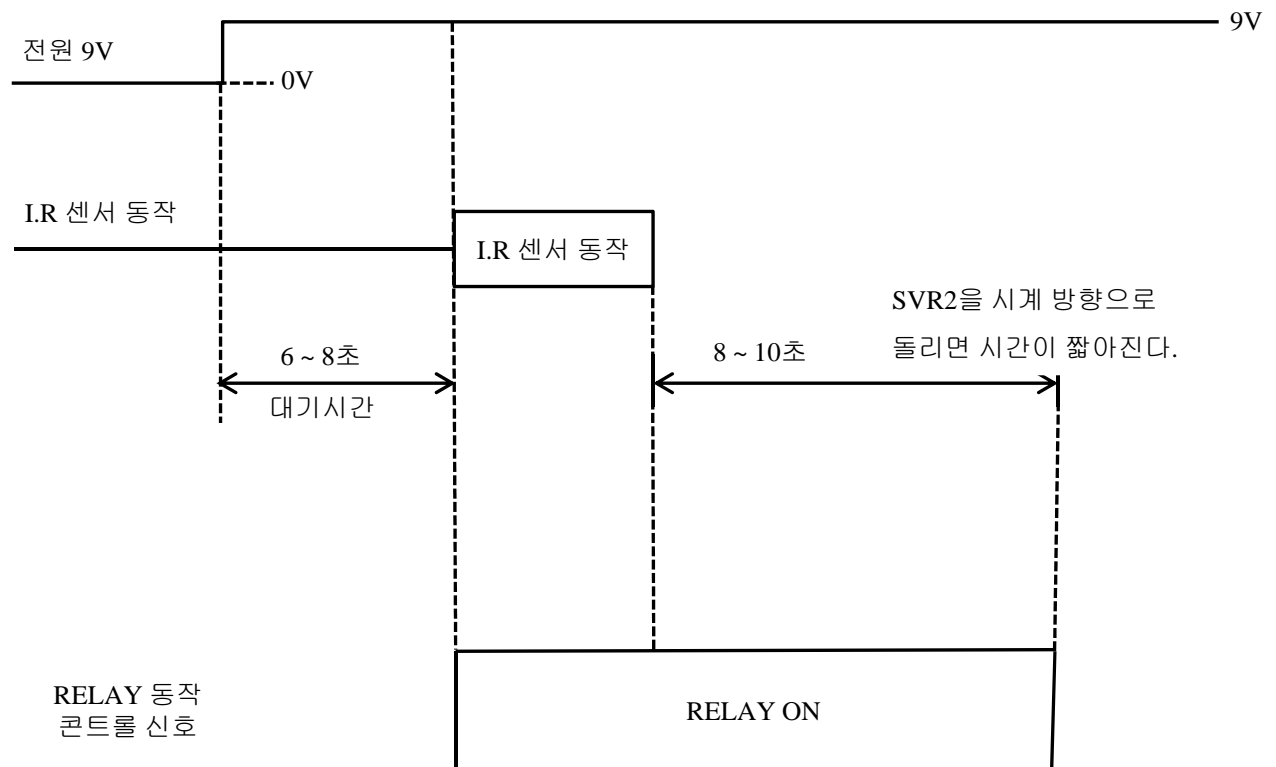 9V
전원 9V
0V
I.R 센서 동작
I.R 센서 동작
SVR2을 시계 방향으로
돌리면 시간이 짧아진다.
6 ~ 8초
8 ~ 10초
대기시간
RELAY 동작
콘트롤 신호
RELAY ON